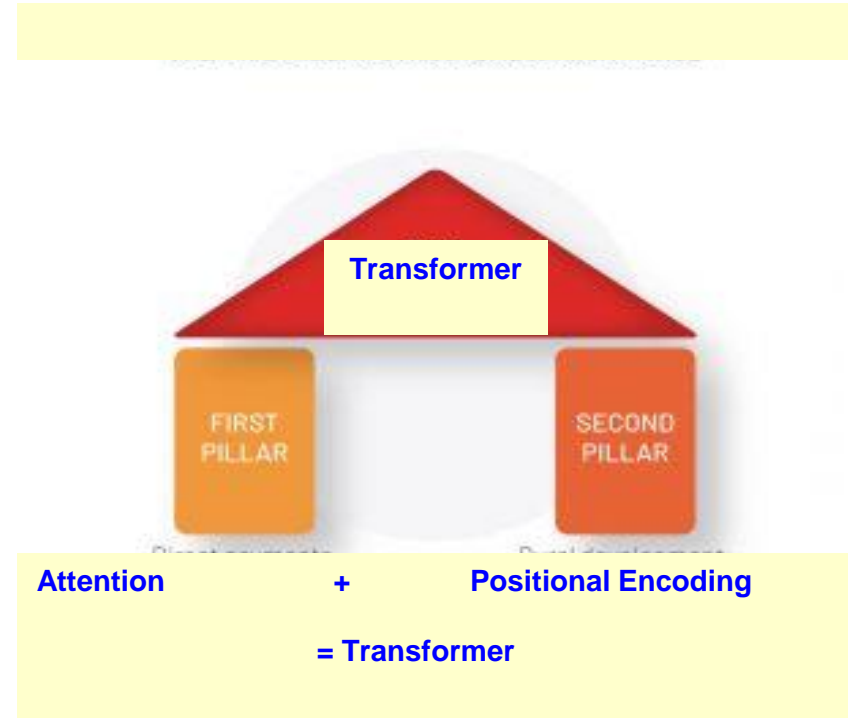 Transformer
FIRST SECOND
PILLAR PILLAR
Attention + Positional Encoding
= Transformer